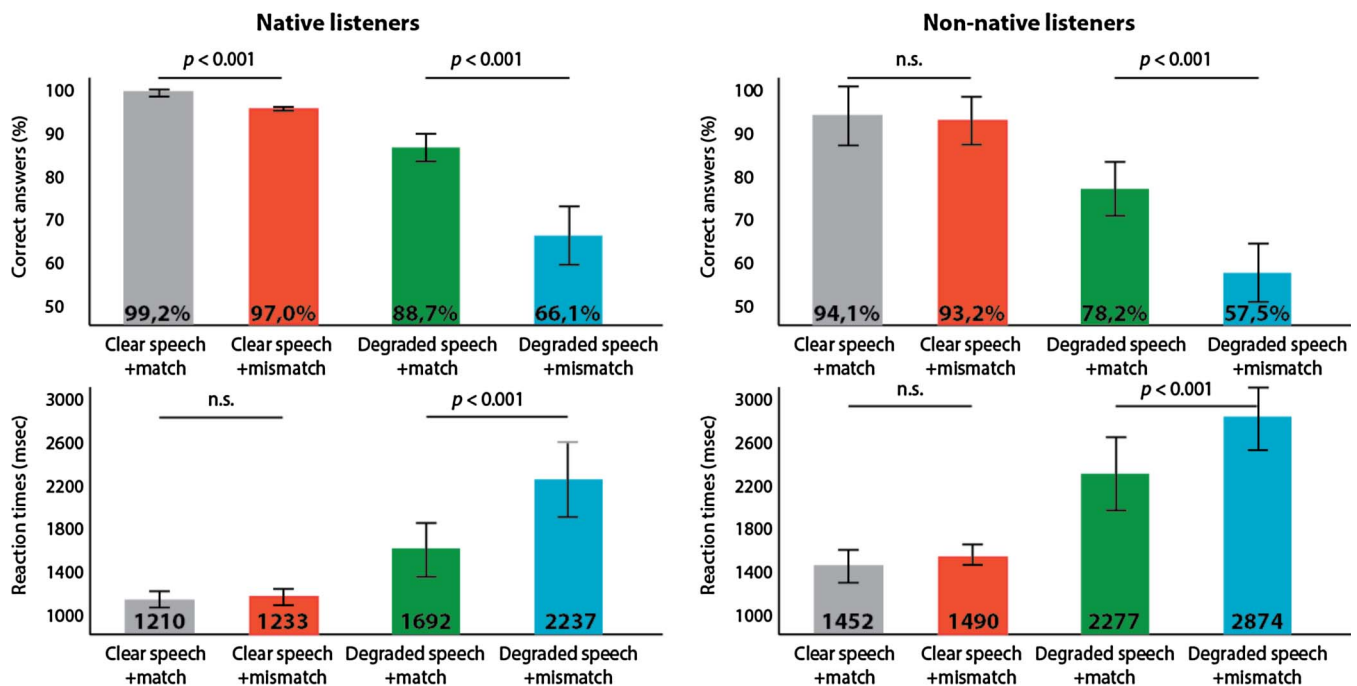 Native listeners
p < 0.001
p < 0.001
Correct answers (%)
100
90
80
70
60
50
99,2%
97,0%
88,7%
66,1%
Clear speech
+match
Clear speech
+mismatch
Degraded speech
+match
Degraded speech
+mismatch
Non-native listeners
n.s.
p < 0.001
Correct answers (%)
100
90
80
70
60
50
94,1%
93,2%
78,2%
57,5%
Clear speech
+match
Clear speech
+mismatch
Degraded speech
+match
Degraded speech
+mismatch
n.s.
p < 0.001
Reaction times (msec)
3000
2600
2200
1800
1400
1000
1210
1233
1692
2237
Clear speech
+match
Clear speech
+mismatch
Degraded speech
+match
Degraded speech
+mismatch
n.s.
p < 0.001
Reaction times (msec)
3000
2600
2200
1800
1400
1000
1452
1490
2277
2874
Clear speech
+match
Clear speech
+mismatch
Degraded speech
+match
Degraded speech
+mismatch